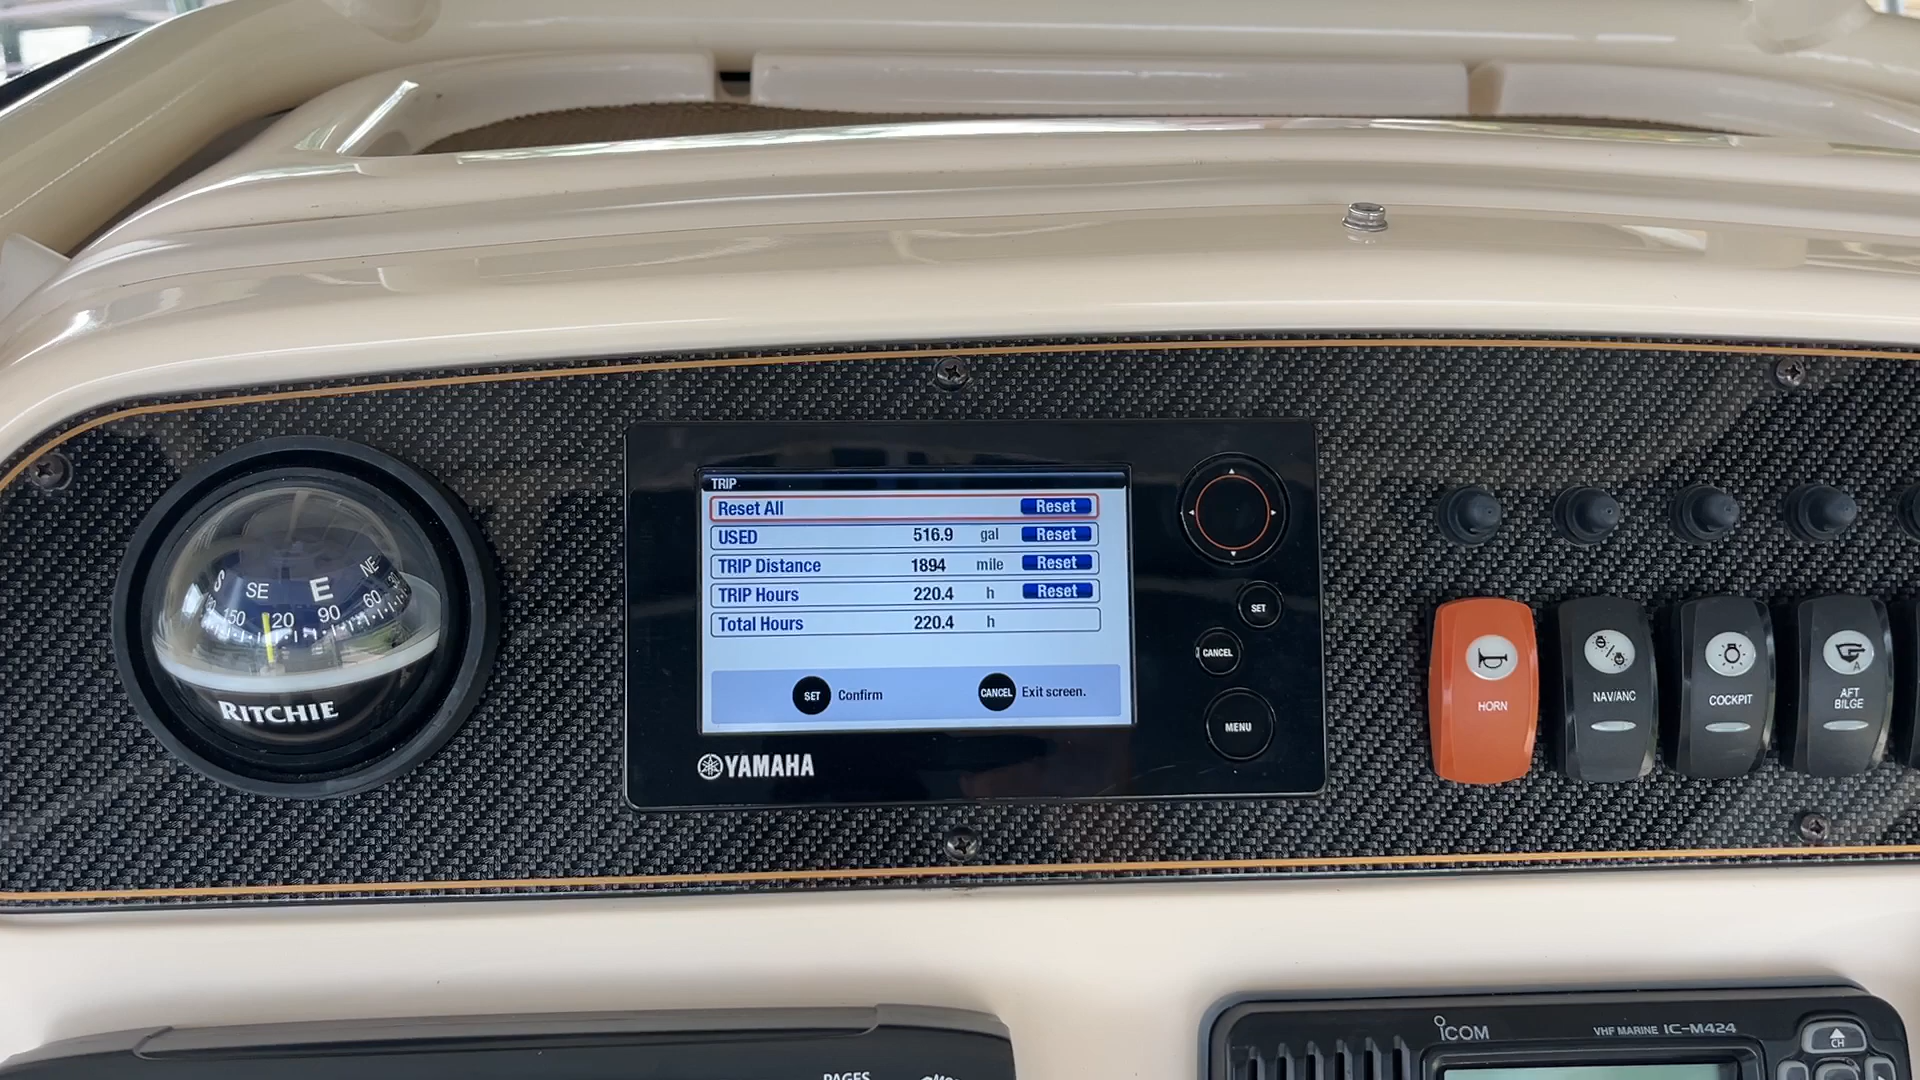 TRIP
Reset All Reset
USED 516.9 gal Reset
TRIP Distance 1894 mile Reset
TRIP Hours 220.4 h Reset
Total Hours 220.4 h
SET Confirm CANCEL Exit screen.
YAMAHA
SET
CANCEL
MENU
S SE E NE
150 120 90 60 30
RITCHIE
HORN
NAV/ANC
COCKPIT
A
AFT
BILGE
ICOM
VHF MARINE IC-M424
CH
PAGES